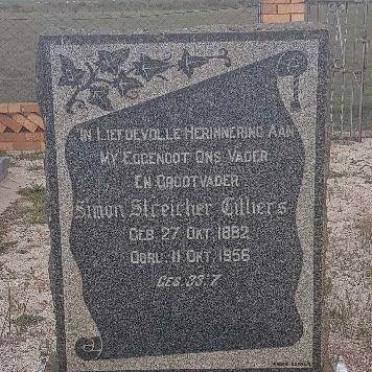 In Liefdevolle Herinnering aan
my Eggenoot ons Vader
en Grootvader
Simon Streicher Cilliers
Geb. 27 Okt. 1882
Oorl. 11 Okt. 1956
Ges. 33:7